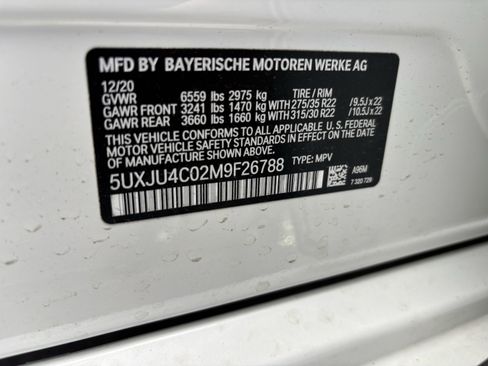 MFD BY BAYERISCHE MOTOREN WERKE AG
12/20
GVWR 6559 lbs 2975 kg TIRE / RIM
GAWR FRONT 3241 lbs 1470 kg WITH 275/35 R22 / 9.5J x 22
GAWR REAR 3660 lbs 1660 kg WITH 315/30 R22 / 10.5J x 22
THIS VEHICLE CONFORMS TO ALL APPLICABLE U.S. FEDERAL
MOTOR VEHICLE SAFETY STANDARDS IN EFFECT ON THE
DATE OF MANUFACTURE SHOWN ABOVE.
5UXJU4C02M9F26788 TYPE: MPV
A96M
7 320 729